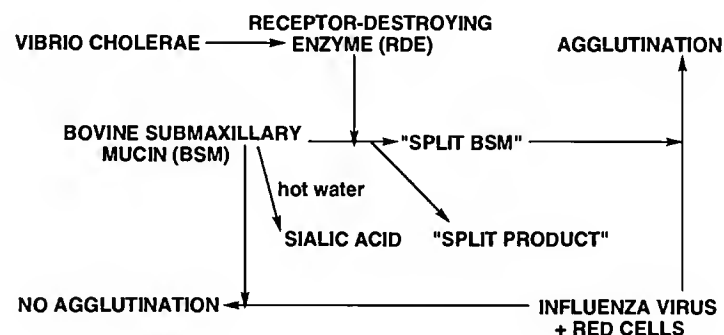 RECEPTOR-DESTROYING
ENZYME (RDE)
VIBRIO CHOLERAE
AGGLUTINATION
BOVINE SUBMAXILLARY
MUCIN (BSM)
"SPLIT BSM"
hot water
SIALIC ACID
"SPLIT PRODUCT"
NO AGGLUTINATION
INFLUENZA VIRUS
+ RED CELLS